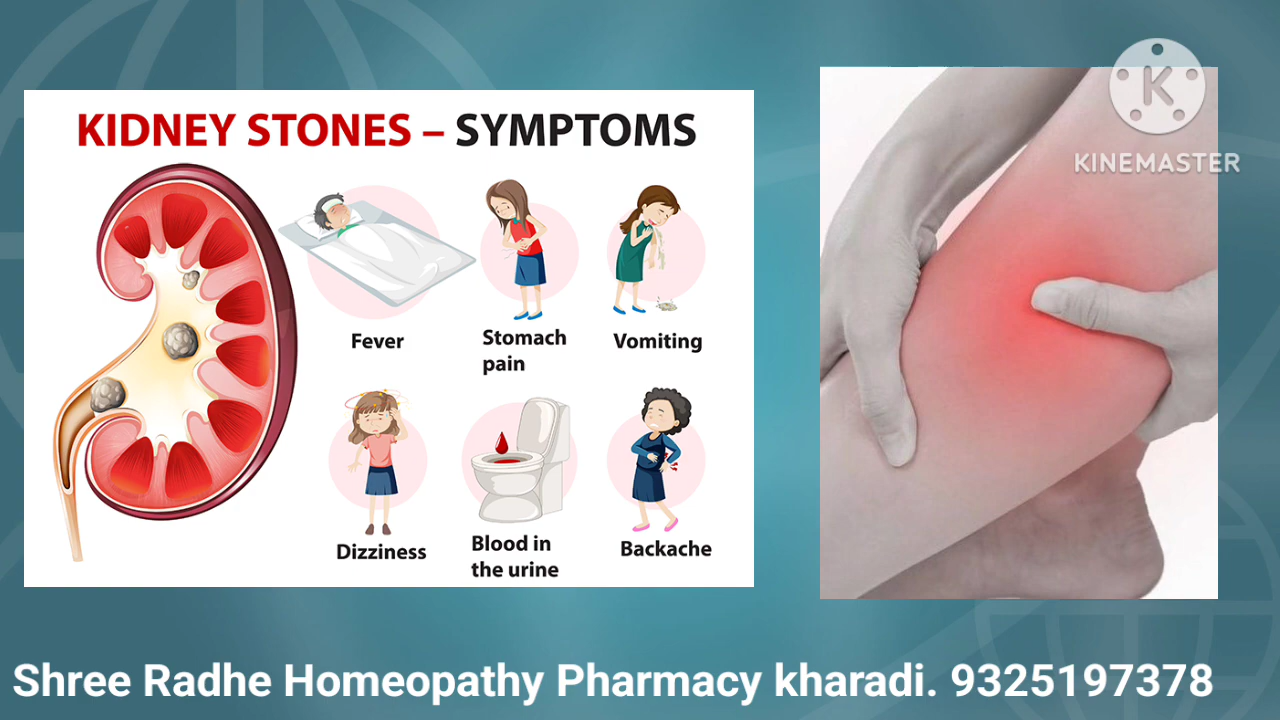 KIDNEY STONES – SYMPTOMS
Fever
Stomach
pain
Vomiting
Dizziness
Blood in
the urine
Backache
K
KINEMASTER
Shree Radhe Homeopathy Pharmacy kharadi. 9325197378